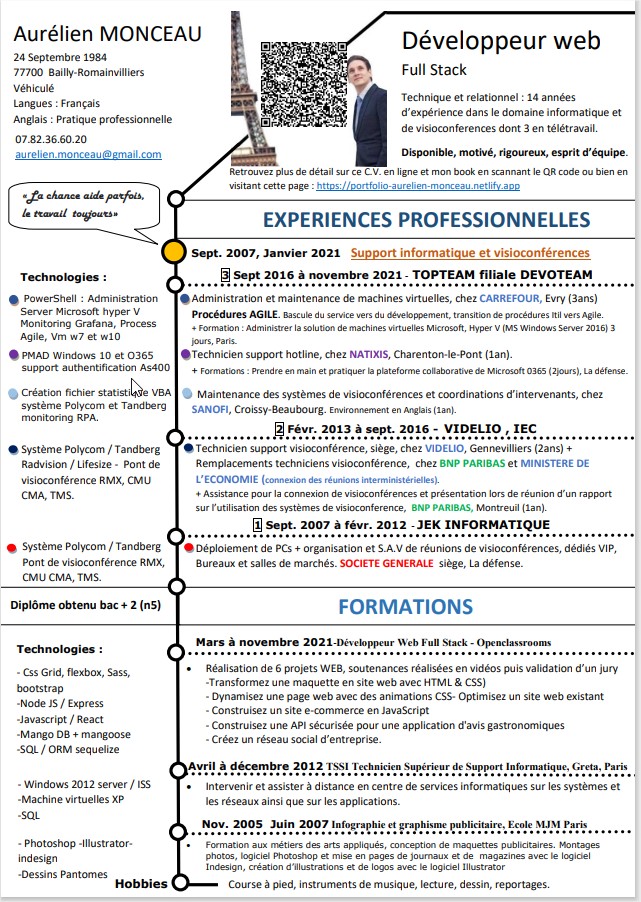 Aurélien MONCEAU
24 Septembre 1984
77700 Bailly-Romainvilliers
Véhiculé
Langues : Français
Anglais : Pratique professionnelle
07.82.36.60.20
aurelien.monceau@gmail.com
Développeur web
Full Stack
Technique et relationnel : 14 années
d'expérience dans le domaine informatique et
de visioconférences dont 3 en télétravail.
Disponible, motivé, rigoureux, esprit d'équipe.
Retrouvez plus de détail sur ce C.V. en ligne et mon book en scannant le QR code ou bien en
visitant cette page : https://portfolio-aurelien-monceau.netlify.app
« La chance aide parfois,
le travail toujours»
EXPERIENCES PROFESSIONNELLES
Sept. 2007, Janvier 2021 Support informatique et visioconférences
Technologies :
3 Sept 2016 à novembre 2021 - TOPTEAM filiale DEVOTEAM
PowerShell : Administration
Server Microsoft hyper V
Monitoring Grafana, Process
Agile, Vm w7 et w10
Administration et maintenance de machines virtuelles, chez CARREFOUR, Evry (3ans)
Procédures AGILE. Bascule du service vers du développement, transition de procédures Itil vers Agile.
+ Formation : Administrer la solution de machines virtuelles Microsoft, Hyper V (MS Windows Server 2016) 3
jours, Paris.
PMAD Windows 10 et O365
support authentification As400
Technicien support hotline, chez NATIXIS, Charenton-le-Pont (1an).
+ Formations : Prendre en main et pratiquer la plateforme collaborative de Microsoft 0365 (2jours), La défense.
Création fichier statistique VBA
système Polycom et Tandberg
monitoring RPA.
Maintenance des systèmes de visioconférences et coordinations d'intervenants, chez
SANOFI, Croissy-Beaubourg. Environnement en Anglais (1an).
2 Févr. 2013 à sept. 2016 - VIDELIO , IEC
Système Polycom / Tandberg
Radvision / Lifesize - Pont de
visioconférence RMX, CMU
CMA, TMS.
Technicien support visioconférence, siège, chez VIDELIO, Gennevilliers (2ans) +
Remplacements techniciens visioconférence, chez BNP PARIBAS et MINISTERE DE
L'ECONOMIE (connexion des réunions interministérielles).
+ Assistance pour la connexion de visioconférences et présentation lors de réunion d'un rapport
sur l'utilisation des systèmes de visioconférence, BNP PARIBAS, Montreuil (1an).
1 Sept. 2007 à févr. 2012 - JEK INFORMATIQUE
Système Polycom / Tandberg
Pont de visioconférence RMX,
CMU CMA, TMS.
Déploiement de PCs + organisation et S.A.V de réunions de visioconférences, dédiés VIP,
Bureaux et salles de marchés. SOCIETE GENERALE siège, La défense.
Diplôme obtenu bac + 2 (n5)
FORMATIONS
Mars à novembre 2021-Développeur Web Full Stack - Openclassrooms
Technologies :
- Css Grid, flexbox, Sass,
bootstrap
-Node JS / Express
-Javascript / React
-Mango DB + mangoose
-SQL / ORM sequelize
• Réalisation de 6 projets WEB, soutenances réalisées en vidéos puis validation d'un jury
-Transformez une maquette en site web avec HTML & CSS)
- Dynamisez une page web avec des animations CSS- Optimisez un site web existant
- Construisez un site e-commerce en JavaScript
- Construisez une API sécurisée pour une application d'avis gastronomiques
- Créez un réseau social d'entreprise.
Avril à décembre 2012 TSSI Technicien Supérieur de Support Informatique, Greta, Paris
- Windows 2012 server / ISS
-Machine virtuelles XP
-SQL
• Intervenir et assister à distance en centre de services informatiques sur les systèmes et
les réseaux ainsi que sur les applications.
Nov. 2005 Juin 2007 Infographie et graphisme publicitaire, Ecole MJM Paris
- Photoshop -Illustrator-
indesign
-Dessins Pantomes
• Formation aux métiers des arts appliqués, conception de maquettes publicitaires. Montages
photos, logiciel Photoshop et mise en pages de journaux et de magazines avec le logiciel
Indesign, création d'illustrations et de logos avec le logiciel Illustrator
Hobbies Course à pied, instruments de musique, lecture, dessin, reportages.